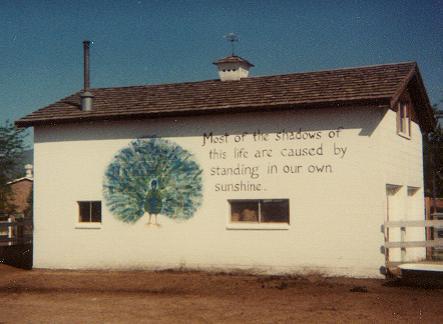 Most of the shadows of
this life are caused by
standing in our own
sunshine..